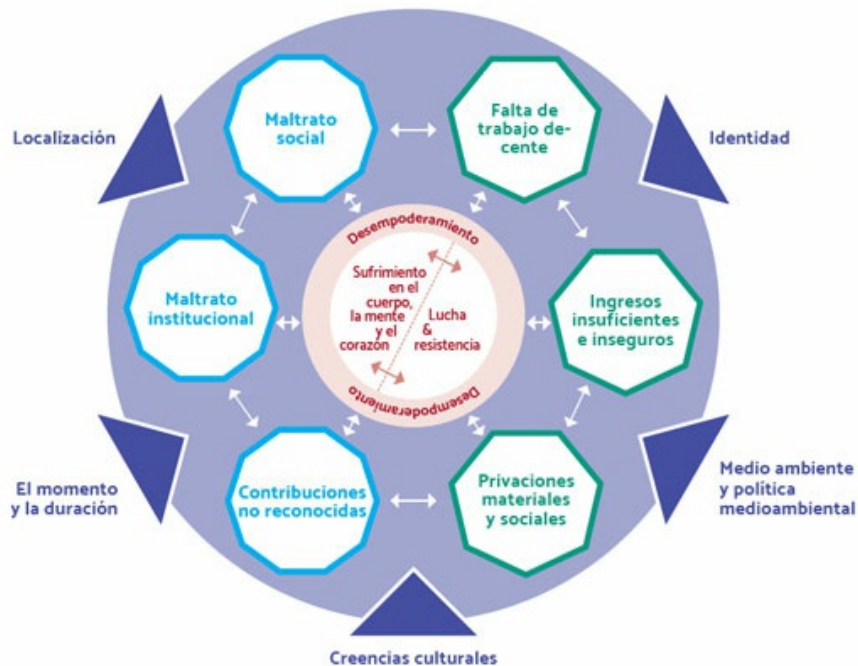 Maltrato
social
Falta de
trabajo de-
cente
Localización
Identidad
Desempoderamiento
Sufrimiento
en el
cuerpo,
la mente
y el
corazón
Lucha
&
resistencia
Desempoderamiento
Maltrato
institucional
Ingresos
insuficientes
e inseguros
El momento
y la duración
Contribuciones
no reconocidas
Privaciones
materiales
y sociales
Medio ambiente
y política
medioambiental
Creencias culturales